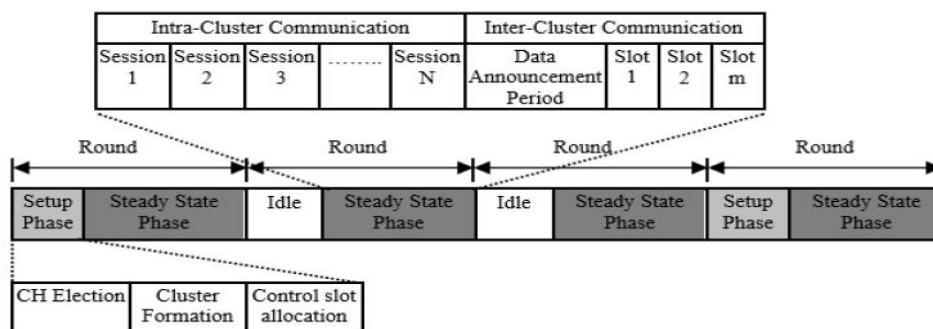 Intra-Cluster Communication Inter-Cluster Communication
Session Session Session ........ Session Data Slot Slot Slot
1 2 3 N Announcement 1 2 m
Period
Round Round Round Round
Setup Steady State Idle Steady State Idle Steady State Setup Steady State
Phase Phase Phase Phase Phase Phase
CH Election Cluster Control slot
Formation allocation